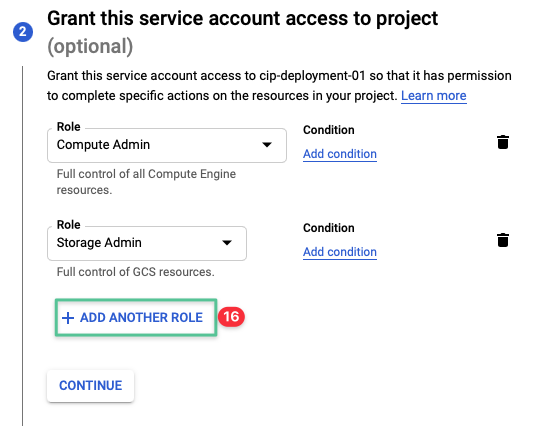 2
Grant this service account access to project
(optional)
Grant this service account access to cip-deployment-01 so that it has permission
to complete specific actions on the resources in your project. Learn more
Role
Compute Admin
Condition
Add condition
Full control of all Compute Engine
resources.
Role
Storage Admin
Condition
Add condition
Full control of GCS resources.
+ ADD ANOTHER ROLE
16
CONTINUE